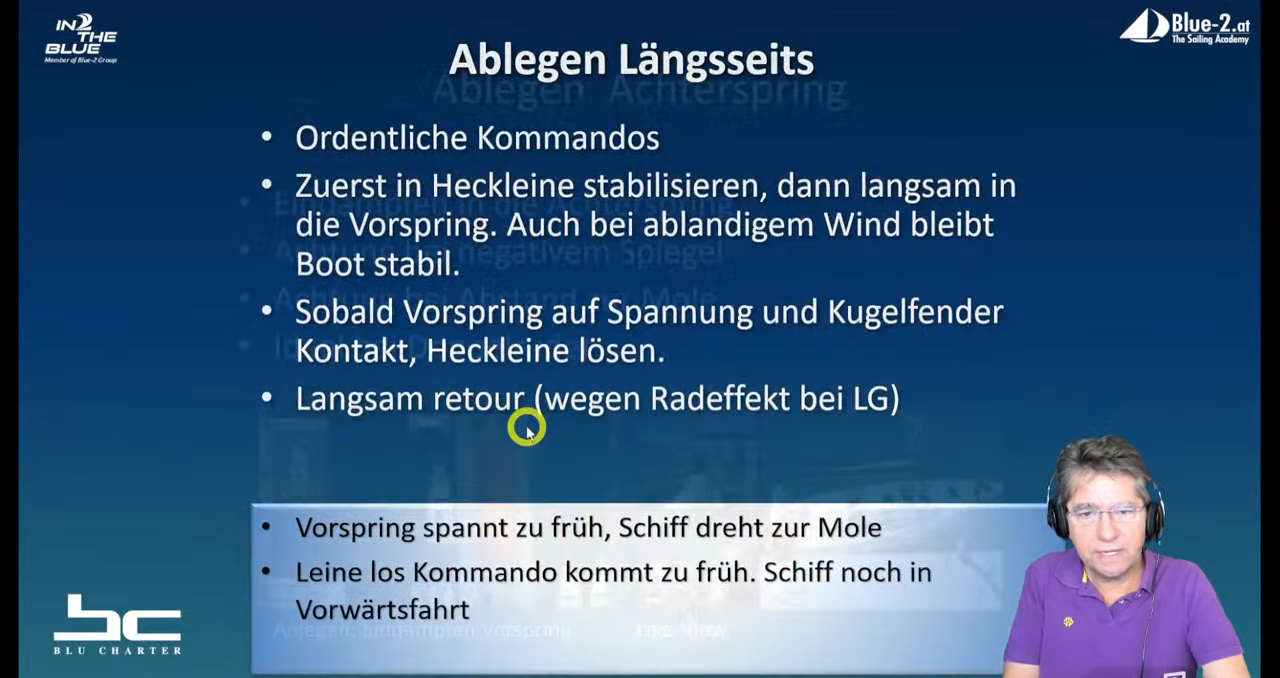 IN2
THE
BLUE
Member of Blue-2 Group
Blue-2.at
The Sailing Academy
Ablegen Längsseits
Ablegen Achterspring
• Ordentliche Kommandos
• Zuerst in Heckleine stabilisieren, dann langsam in
die Vorspring. Auch bei ablandigem Wind bleibt
Boot stabil.
• Sobald Vorspring auf Spannung und Kugelfender
Kontakt, Heckleine lösen.
• Langsam retour (wegen Radeffekt bei LG)
• Vorspring spannt zu früh, Schiff dreht zur Mole
• Leine los Kommando kommt zu früh. Schiff noch in
Vorwärtsfahrt
bc
BLU CHARTER